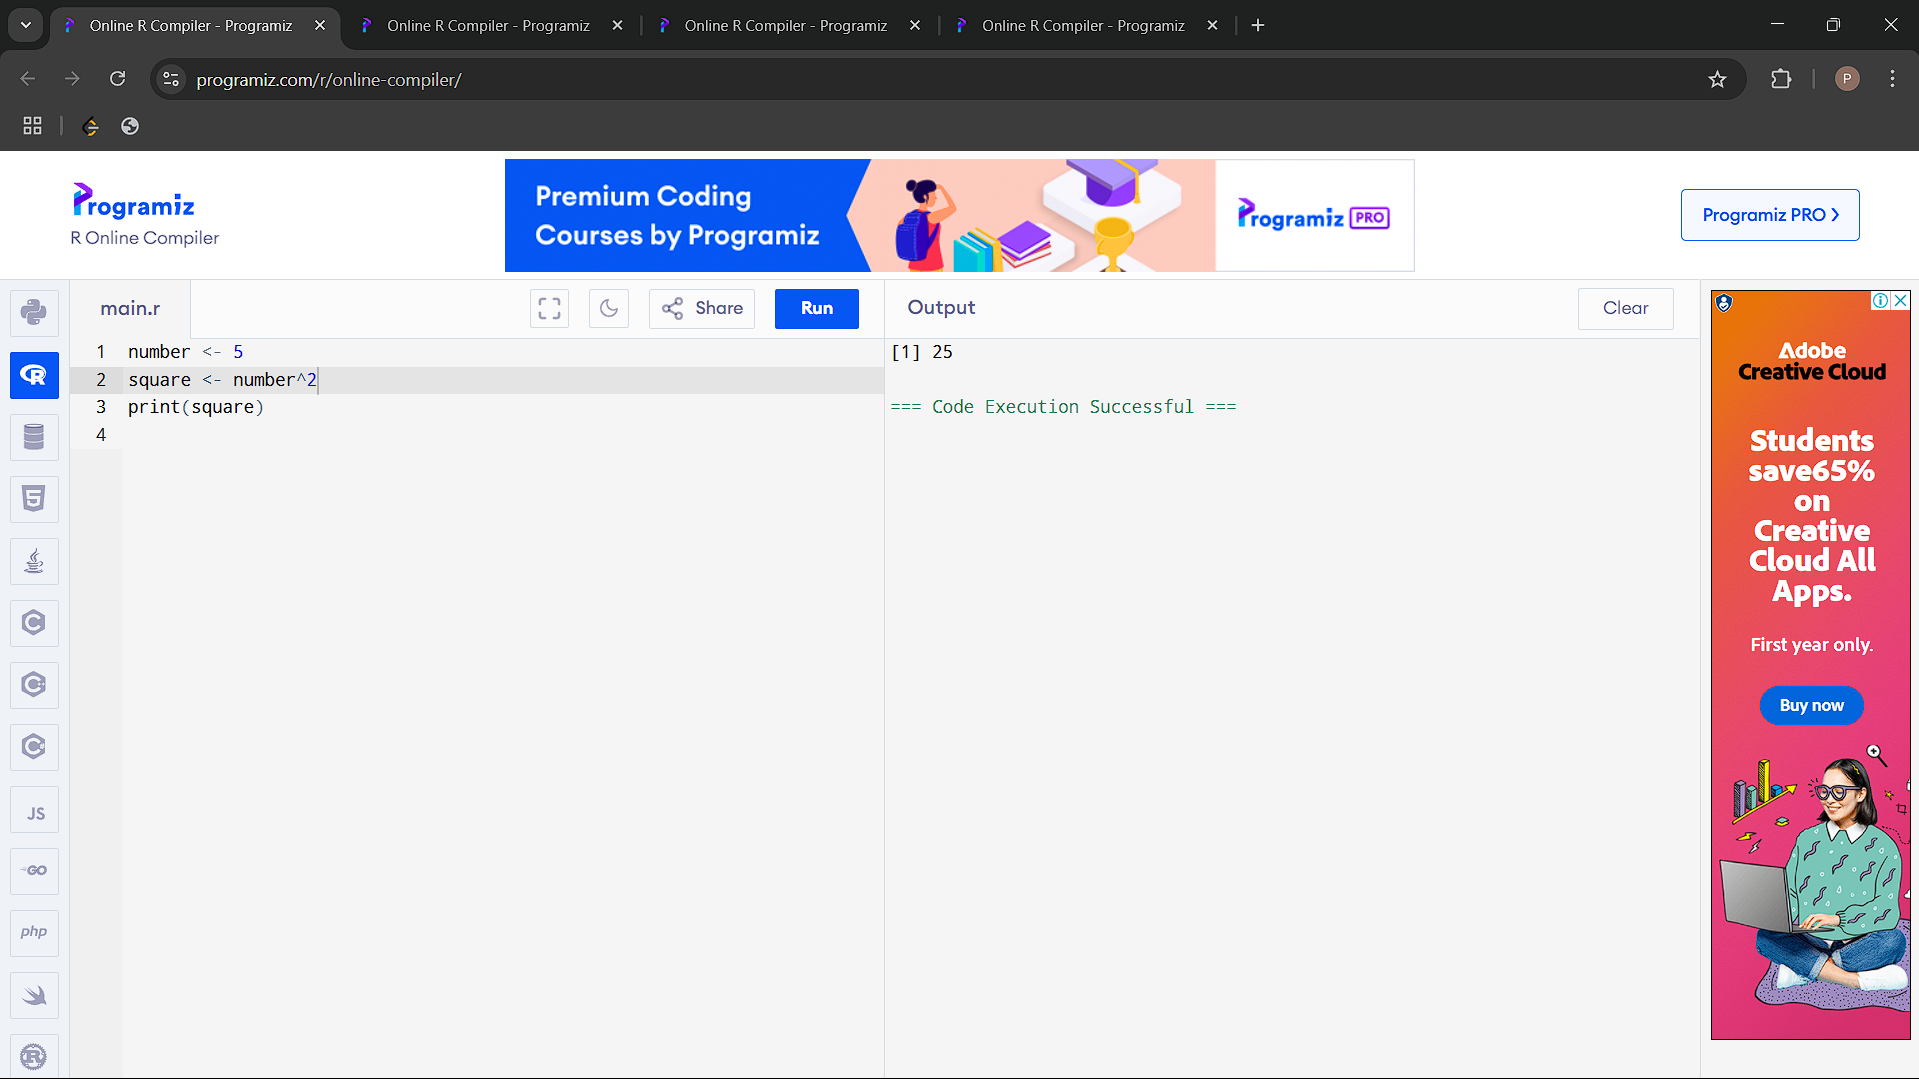 Online R Compiler - Programiz
Online R Compiler - Programiz
Online R Compiler - Programiz
Online R Compiler - Programiz
programiz.com/r/online-compiler/
P
Programiz
R Online Compiler
Premium Coding
Courses by Programiz
Programiz PRO
Programiz PRO
main.r
Share
Run
Output
Clear
1 number <- 5
2 square <- number^2
3 print(square)
4
[1] 25
=== Code Execution Successful ===
R
5
C
C
C
JS
GO
php
R
Adobe
Creative Cloud
Students
save65%
on
Creative
Cloud All
Apps.
First year only.
Buy now